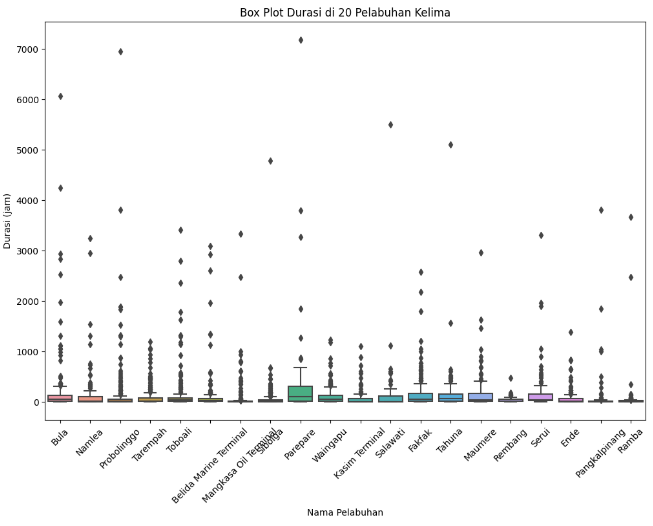 Box Plot Durasi di 20 Pelabuhan Kelima
7000
6000
5000
4000
3000
2000
1000
0
Durasi (jam)
Bula
Namlea
Probolinggo
Tarempah
Toboali
Belida Marine Terminal
Mangkasa Oil Terminal
Sibolga
Parepare
Waingapu
Kasim Terminal
Salawati
Fakfak
Tahuna
Maumere
Rembang
Serui
Ende
Pangkalpinang
Ramba
Nama Pelabuhan